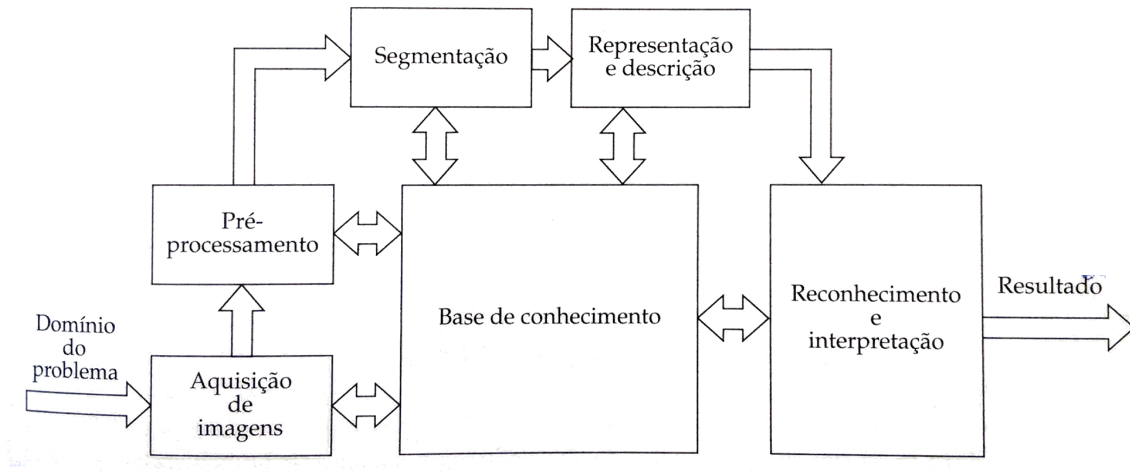 Segmentação
Representação
e descrição
Pré-
processamento
Base de conhecimento
Reconhecimento
e
interpretação
Resultado
Domínio
do
problema
Aquisição
de
imagens